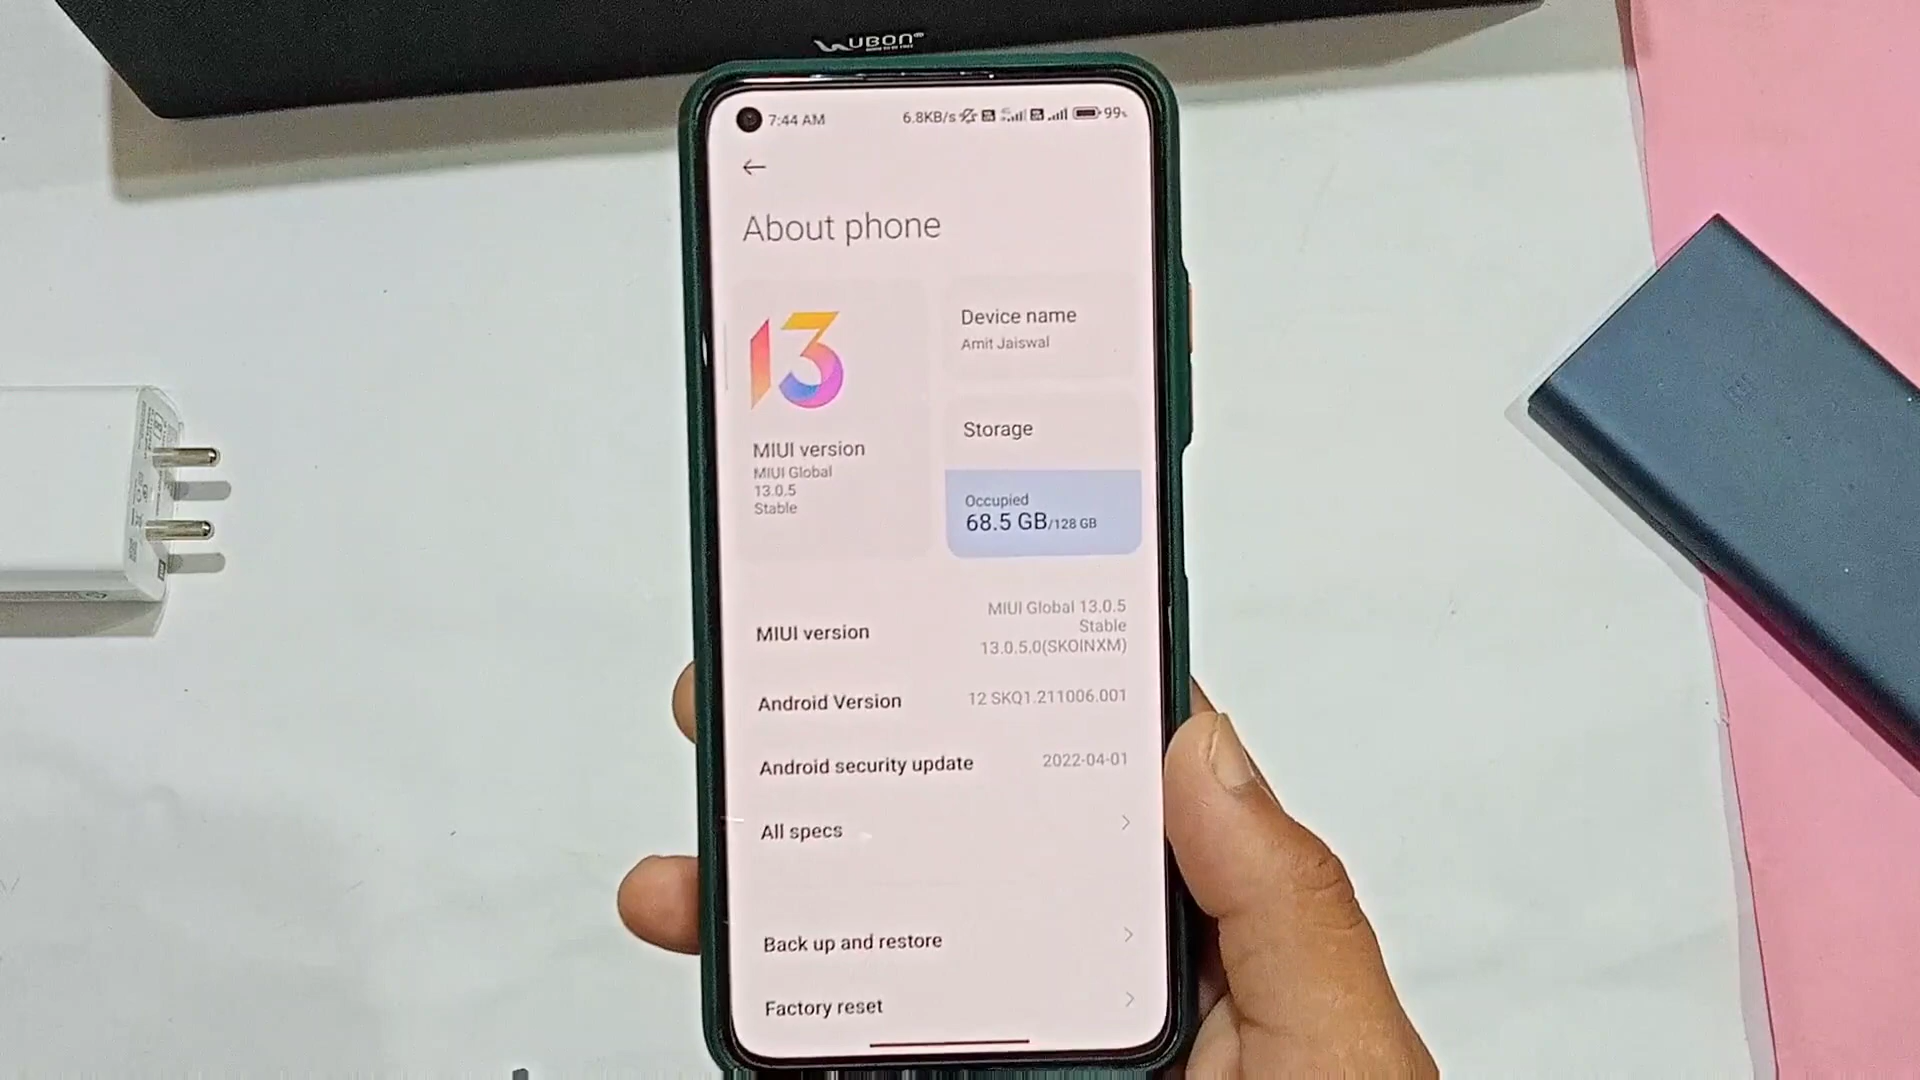 UBON
7:44 AM
6.8KB/s
99%
About phone
13
Device name
Amit Jaiswal
MIUI version
MIUI Global
13.0.5
Stable
Storage
Occupied
68.5 GB/128 GB
MIUI version
MIUI Global 13.0.5
Stable
13.0.5.0(SKOINXM)
Android Version
12 SKQ1.211006.001
Android security update
2022-04-01
All specs
Back up and restore
Factory reset